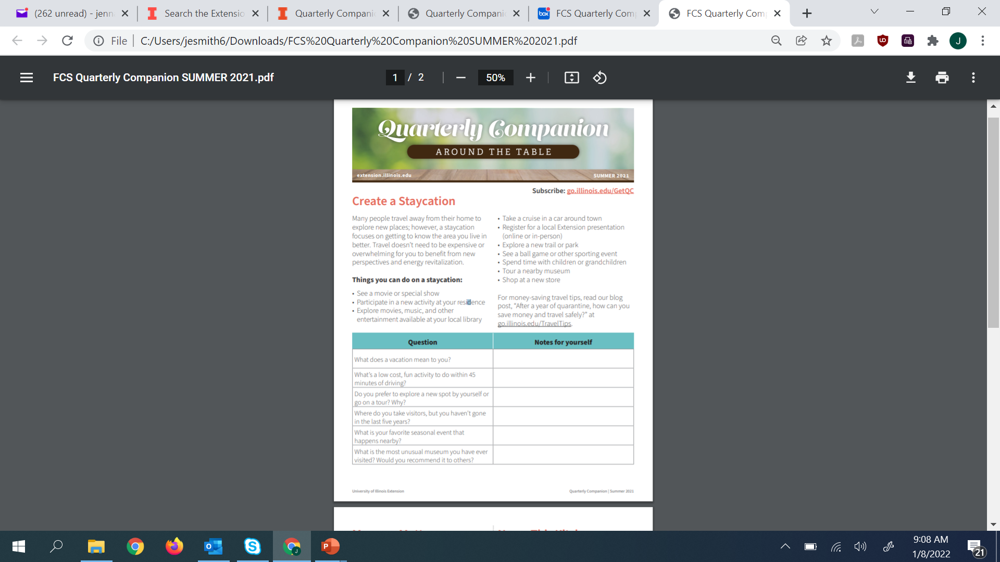 (262 unread) - jenn
Search the Extensio
Quarterly Compani
Quarterly Compani
FCS Quarterly Com
FCS Quarterly Com
File
C:/Users/jesmith6/Downloads/FCS%20Quarterly%20Companion%20SUMMER%202021.pdf
J
FCS Quarterly Companion SUMMER 2021.pdf
1 / 2
50%
Quarterly Companion
AROUND THE TABLE
extension.illinois.edu
SUMMER 2021
Subscribe: go.illinois.edu/GetQC
Create a Staycation
Many people travel away from their home to
explore new places; however, a staycation
focuses on getting to know the area you live in
better. Travel doesn't need to be expensive or
overwhelming for you to benefit from new
perspectives and energy revitalization.
Things you can do on a staycation:
• See a movie or special show
• Participate in a new activity at your residence
• Explore movies, music, and other
entertainment available at your local library
• Take a cruise in a car around town
• Register for a local Extension presentation
(online or in-person)
• Explore a new trail or park
• See a ball game or other sporting event
• Spend time with children or grandchildren
• Tour a nearby museum
• Shop at a new store
For money-saving travel tips, read our blog
post, “After a year of quarantine, how can you
save money and travel safely?” at
go.illinois.edu/TravelTips.
Question
Notes for yourself
What does a vacation mean to you?
What's a low cost, fun activity to do within 45
minutes of driving?
Do you prefer to explore a new spot by yourself or
go on a tour? Why?
Where do you take visitors, but you haven't gone
in the last five years?
What is your favorite seasonal event that
happens nearby?
What is the most unusual museum you have ever
visited? Would you recommend it to others?
University of Illinois Extension
Quarterly Companion | Summer 2021
9:08 AM
1/8/2022
21